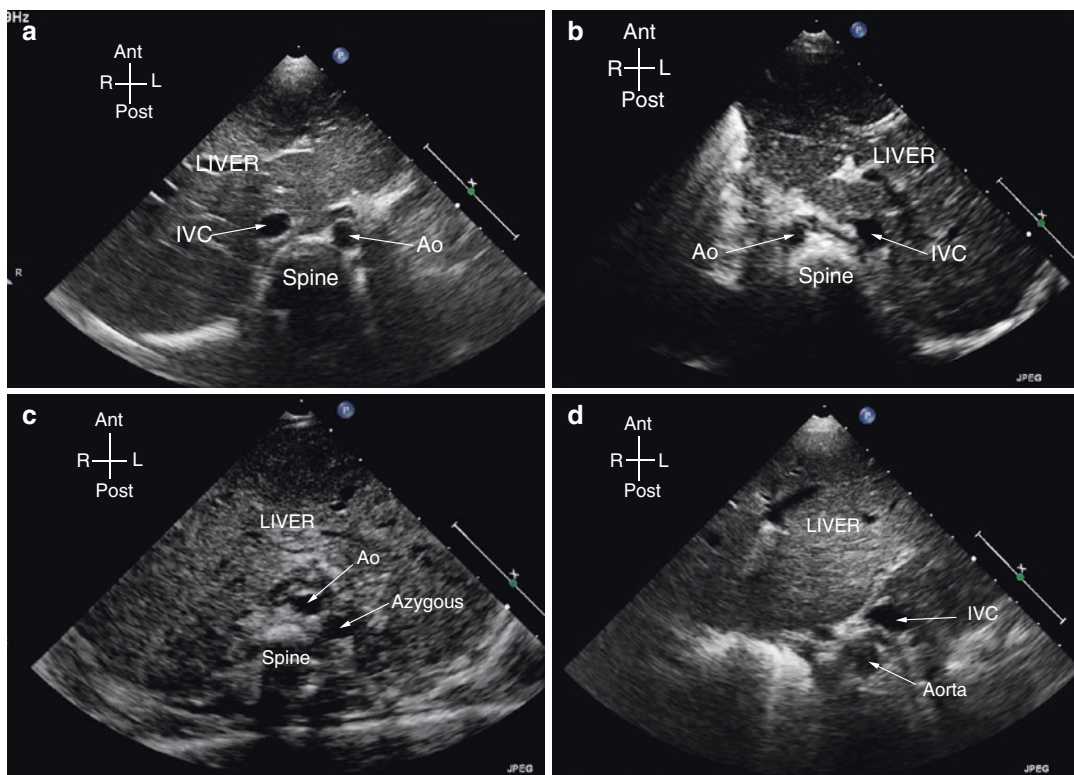 9Hz
a
Ant
R L
Post
P
LIVER
IVC
Ao
Spine
R
b
Ant
R L
Post
P
LIVER
Ao
IVC
Spine
JPEG
c
Ant
R L
Post
P
LIVER
Ao
Azygous
Spine
JPEG
d
Ant
R L
Post
P
LIVER
IVC
Aorta
JPEG